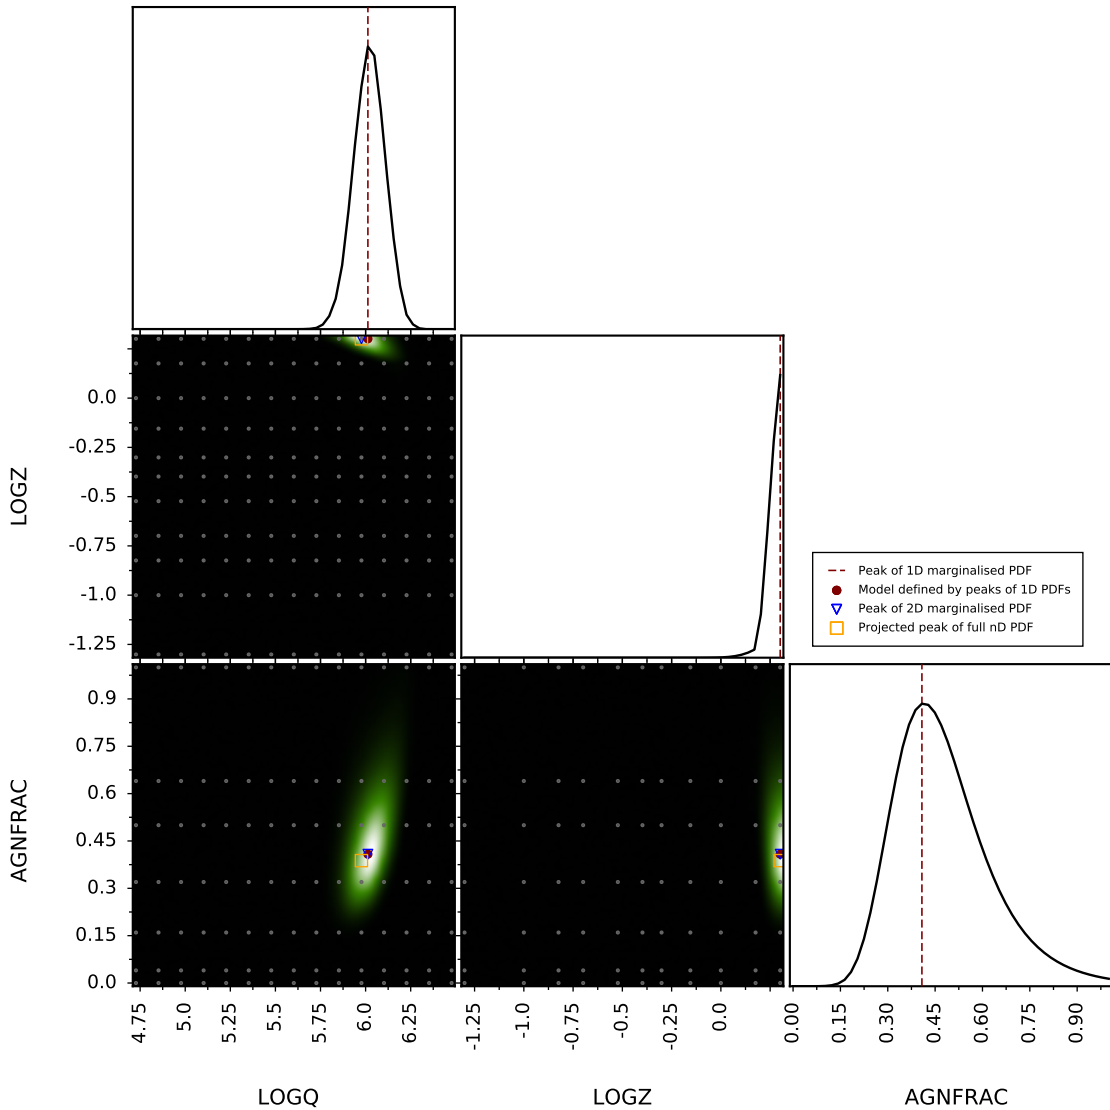 0.0
-0.25
-0.5
-0.75
-1.0
-1.25
LOGZ
Peak of 1D marginalised PDF
Model defined by peaks of 1D PDFs
Peak of 2D marginalised PDF
Projected peak of full nD PDF
0.9
0.75
0.6
0.45
0.3
0.15
0.0
AGNFRAC
4.75 5.0 5.25 5.5 5.75 6.0 6.25
-1.25 -1.0 -0.75 -0.5 -0.25 0.0
0.00 0.15 0.30 0.45 0.60 0.75 0.90
LOGQ LOGZ AGNFRAC